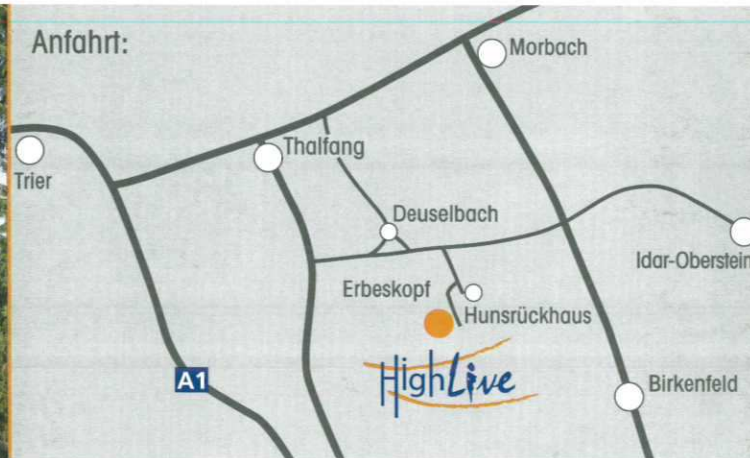 Anfahrt:
Morbach
Thalfang
Trier
Deuselbach
Idar-Oberstein
Erbeskopf
Hunsrückhaus
HighLive
A1
Birkenfeld